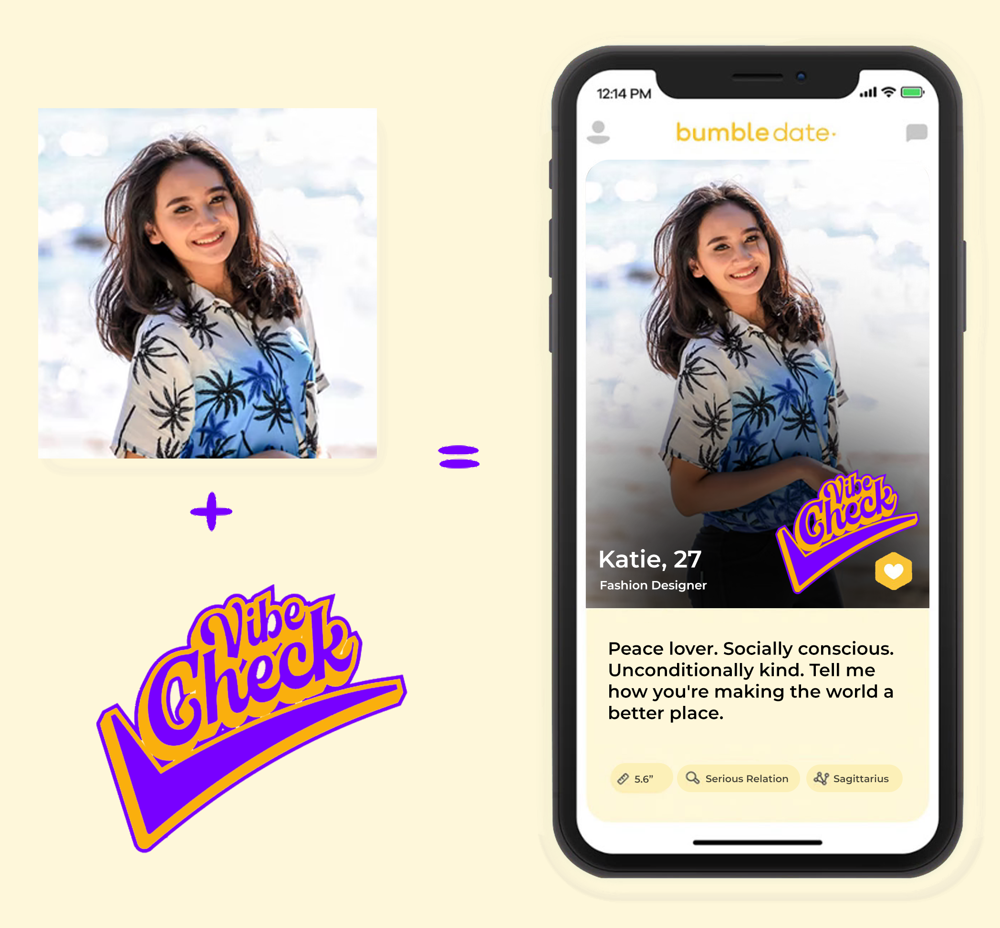 Vibe
Check
12:14 PM
bumble date
Vibe
Check
Katie, 27
Fashion Designer
Peace lover. Socially conscious.
Unconditionally kind. Tell me
how you're making the world a
better place.
5.6”
Serious Relation
Sagittarius